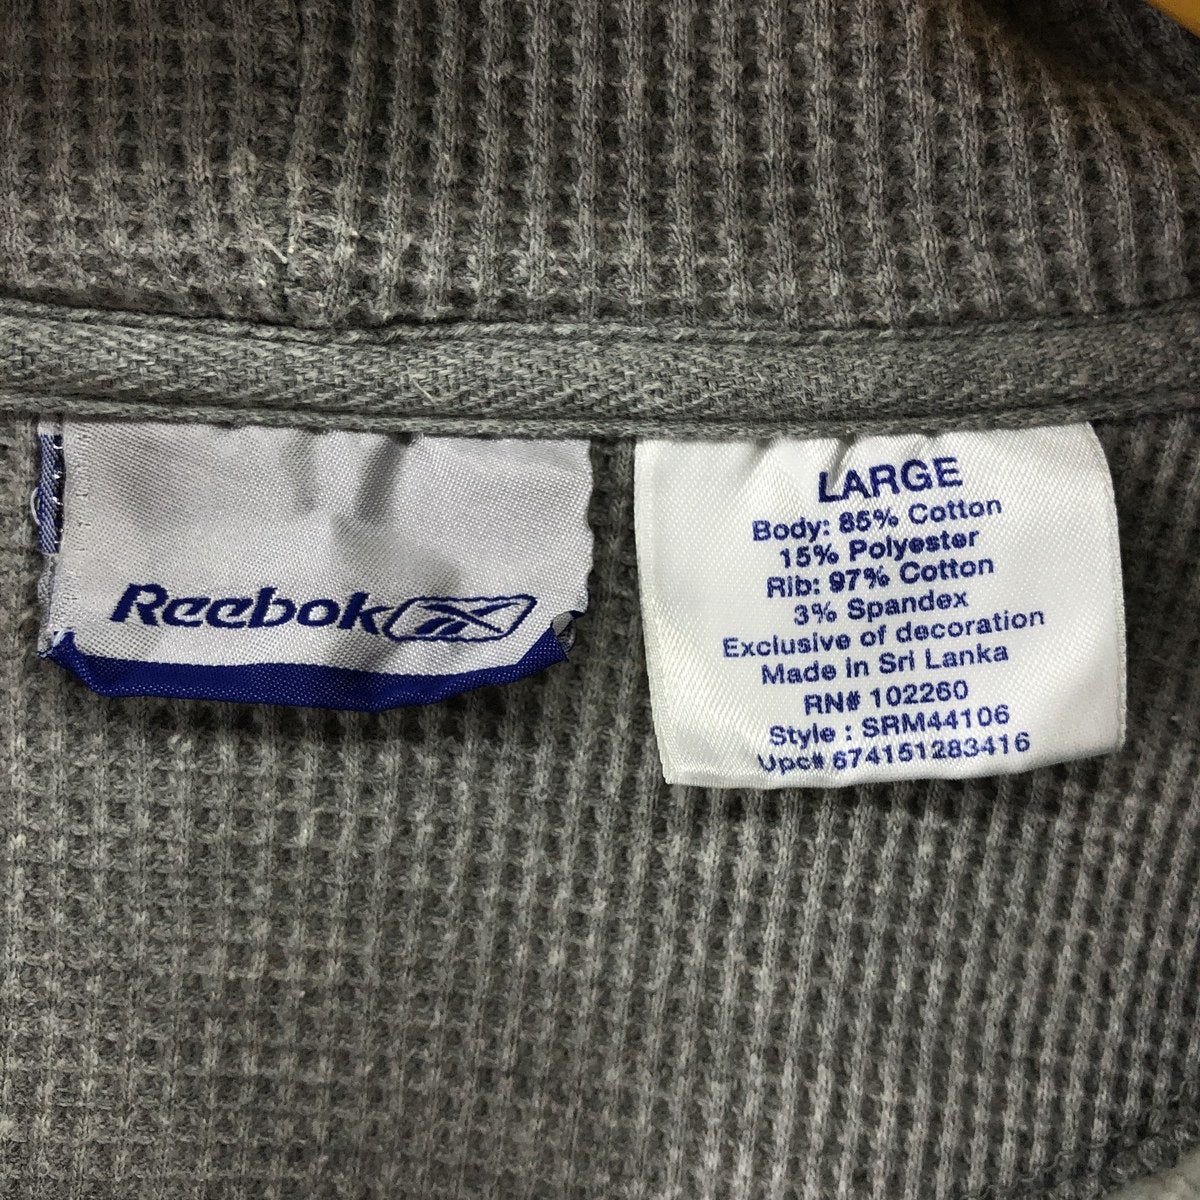 Reebok
LARGE
Body: 85% Cotton
15% Polyester
Rib: 97% Cotton
3% Spandex
Exclusive of decoration
Made in Sri Lanka
RN# 102260
Style : SRM44106
Upc# 674151283416